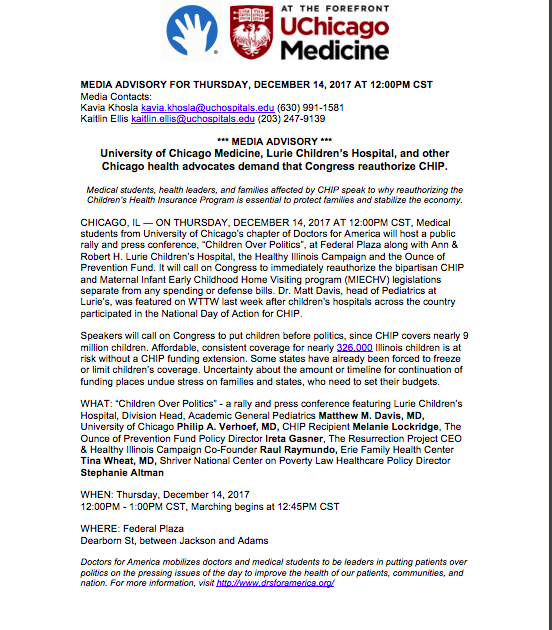 AT THE FOREFRONT
UChicago
Medicine
MEDIA ADVISORY FOR THURSDAY, DECEMBER 14, 2017 AT 12:00PM CST
Media Contacts:
Kavia Khosla kavia.khosla@uchospitals.edu (630) 991-1581
Kaitlin Ellis kaitlin.ellis@uchospitals.edu (203) 247-9139
*** MEDIA ADVISORY ***
University of Chicago Medicine, Lurie Children's Hospital, and other
Chicago health advocates demand that Congress reauthorize CHIP.
Medical students, health leaders, and families affected by CHIP speak to why reauthorizing the
Children's Health Insurance Program is essential to protect families and stabilize the economy.
CHICAGO, IL — ON THURSDAY, DECEMBER 14, 2017 AT 12:00PM CST, Medical
students from University of Chicago's chapter of Doctors for America will host a public
rally and press conference, "Children Over Politics", at Federal Plaza along with Ann &
Robert H. Lurie Children's Hospital, the Healthy Illinois Campaign and the Ounce of
Prevention Fund. It will call on Congress to immediately reauthorize the bipartisan CHIP
and Maternal Infant Early Childhood Home Visiting program (MIECHV) legislations
separate from any spending or defense bills. Dr. Matt Davis, head of Pediatrics at
Lurie's, was featured on WTTW last week after children's hospitals across the country
participated in the National Day of Action for CHIP.
Speakers will call on Congress to put children before politics, since CHIP covers nearly 9
million children. Affordable, consistent coverage for nearly 326,000 Illinois children is at
risk without a CHIP funding extension. Some states have already been forced to freeze
or limit children's coverage. Uncertainty about the amount or timeline for continuation of
funding places undue stress on families and states, who need to set their budgets.
WHAT: "Children Over Politics" - a rally and press conference featuring Lurie Children's
Hospital, Division Head, Academic General Pediatrics Matthew M. Davis, MD,
University of Chicago Philip A. Verhoef, MD, CHIP Recipient Melanie Lockridge, The
Ounce of Prevention Fund Policy Director Ireta Gasner, The Resurrection Project CEO
& Healthy Illinois Campaign Co-Founder Raul Raymundo, Erie Family Health Center
Tina Wheat, MD, Shriver National Center on Poverty Law Healthcare Policy Director
Stephanie Altman
WHEN: Thursday, December 14, 2017
12:00PM - 1:00PM CST, Marching begins at 12:45PM CST
WHERE: Federal Plaza
Dearborn St, between Jackson and Adams
Doctors for America mobilizes doctors and medical students to be leaders in putting patients over
politics on the pressing issues of the day to improve the health of our patients, communities, and
nation. For more information, visit http://www.drsforamerica.org/